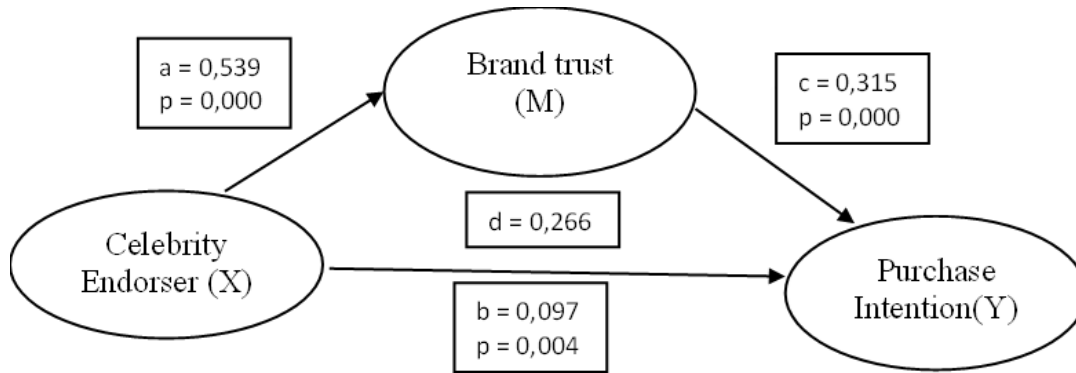 a = 0,539
p = 0,000
Brand trust
(M)
c = 0,315
p = 0,000
d = 0,266
Celebrity
Endorser (X)
b = 0,097
p = 0,004
Purchase
Intention(Y)